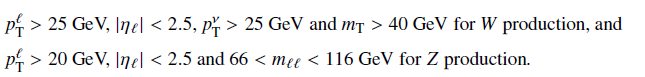 p_T^ℓ > 25 GeV, |η_ℓ| < 2.5, p_T^ν > 25 GeV and m_T > 40 GeV for W production, and
p_T^ℓ > 20 GeV, |η_ℓ| < 2.5 and 66 < m_ℓℓ < 116 GeV for Z production.